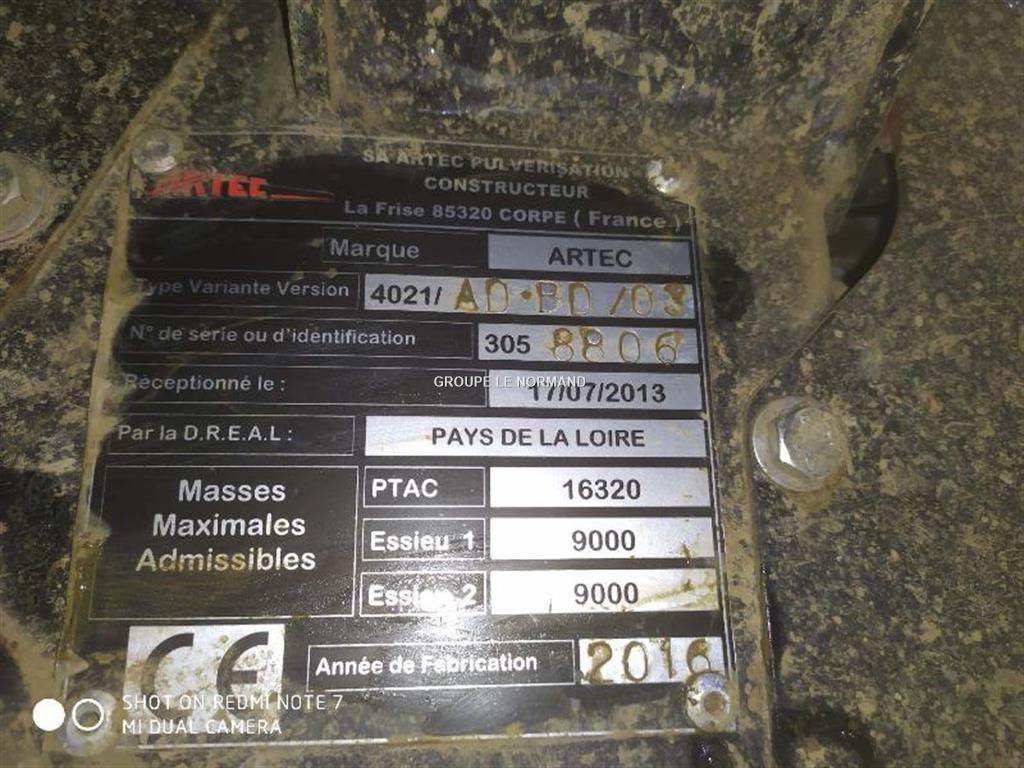 ARTEC
SA ARTEC PULVERISATION
CONSTRUCTEUR
La Frise 85320 CORPE ( France )
Marque ARTEC
Type Variante Version 4021/ AD·BD/03
N° de série ou d'identification 305 8806
Réceptionné le : 17/07/2013
GROUPE LE NORMAND
Par la D.R.E.A.L : PAYS DE LA LOIRE
Masses
Maximales
Admissibles
PTAC 16320
Essieu 1 9000
Essieu 2 9000
CE
Année de Fabrication 2016
SHOT ON REDMI NOTE 7
MI DUAL CAMERA